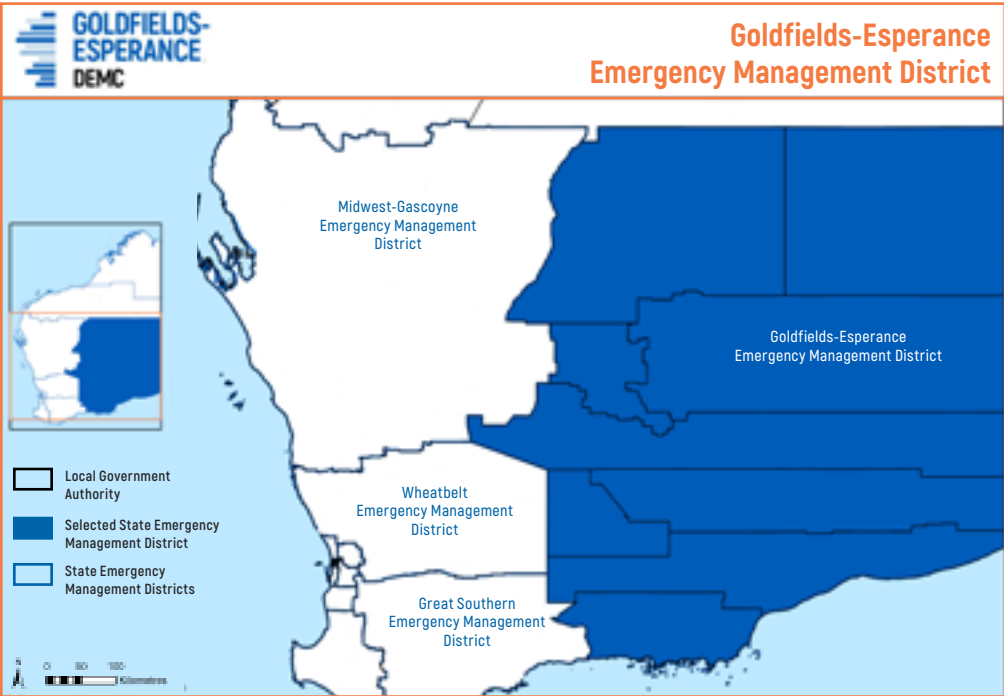 GOLDFIELDS-
ESPERANCE
DEMC
Goldfields-Esperance
Emergency Management District
Midwest-Gascoyne
Emergency Management
District
Goldfields-Esperance
Emergency Management District
Wheatbelt
Emergency Management
District
Great Southern
Emergency Management
District
Local Government
Authority
Selected State Emergency
Management District
State Emergency
Management Districts
N
0
Kilometres